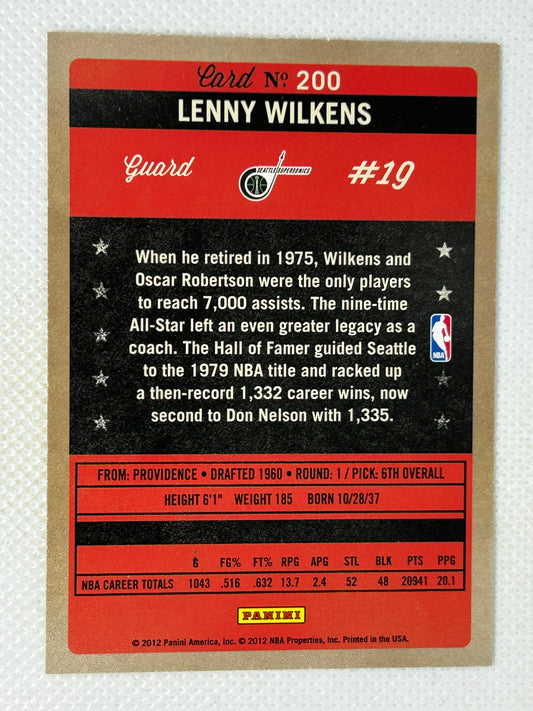 Card Nº. 200
LENNY WILKENS
Guard
SEATTLE SUPERSONICS
#19
When he retired in 1975, Wilkens and
Oscar Robertson were the only players
to reach 7,000 assists. The nine-time
All-Star left an even greater legacy as a
coach. The Hall of Famer guided Seattle
to the 1979 NBA title and racked up
a then-record 1,332 career wins, now
second to Don Nelson with 1,335.
NBA
FROM: PROVIDENCE • DRAFTED 1960 • ROUND: 1 / PICK: 6TH OVERALL
HEIGHT 6'1" WEIGHT 185 BORN 10/28/37
G FG% FT% RPG APG STL BLK PTS PPG
NBA CAREER TOTALS 1043 .516 .632 13.7 2.4 52 48 20941 20.1
PANINI
© 2012 Panini America, Inc. © 2012 NBA Properties, Inc. Printed in the USA.